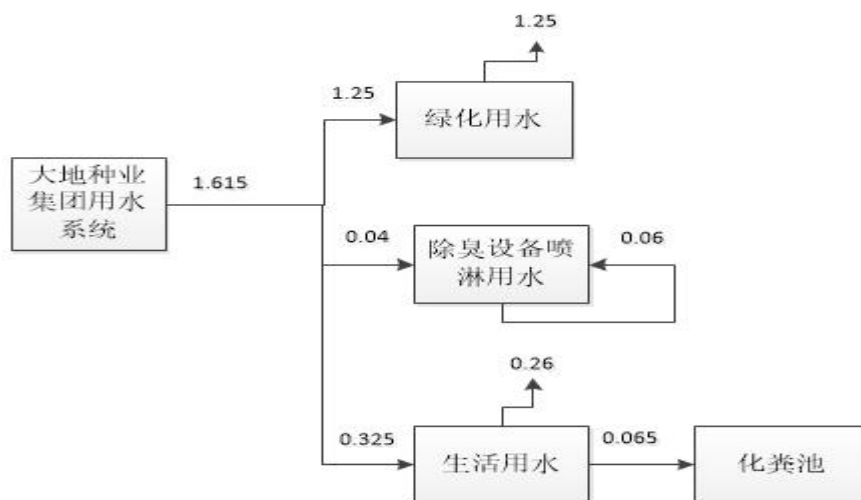 1.25
1.25
绿化用水
大地种业
集团用水
系统
1.615
0.04
除臭设备喷
淋用水
0.06
0.26
0.325
生活用水
0.065
化粪池